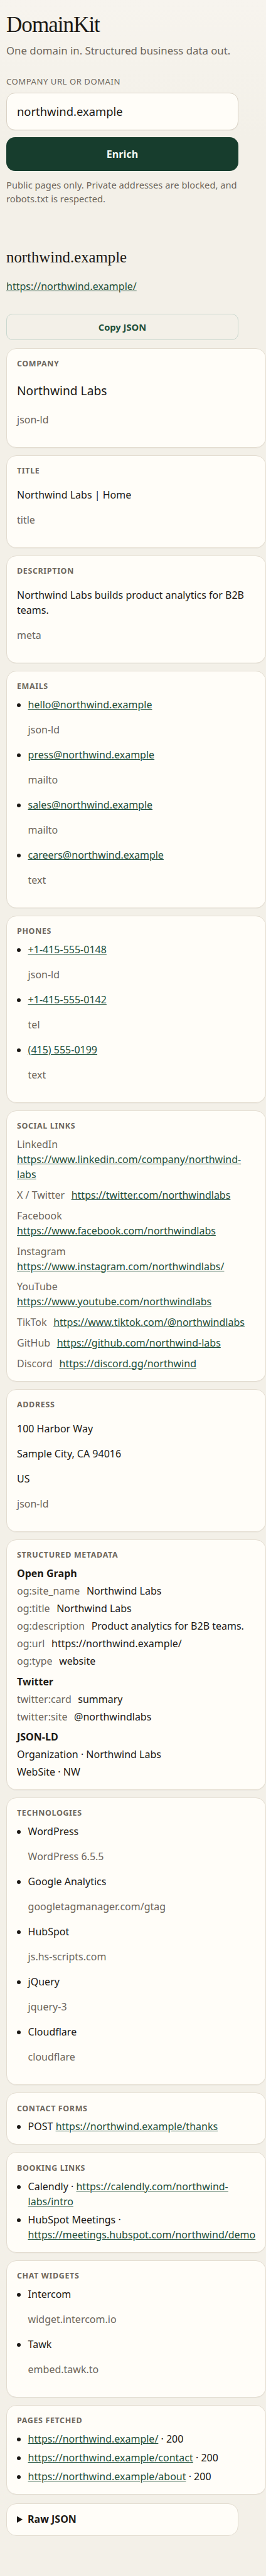 DomainKit
One domain in. Structured business data out.
COMPANY URL OR DOMAIN
northwind.example
Enrich
Public pages only. Private addresses are blocked, and
robots.txt is respected.
northwind.example
https://northwind.example/
Copy JSON
COMPANY
Northwind Labs
json-ld
TITLE
Northwind Labs | Home
title
DESCRIPTION
Northwind Labs builds product analytics for B2B
teams.
meta
EMAILS
• hello@northwind.example
json-ld
• press@northwind.example
mailto
• sales@northwind.example
mailto
• careers@northwind.example
text
PHONES
• +1-415-555-0148
json-ld
• +1-415-555-0142
tel
• (415) 555-0199
text
SOCIAL LINKS
LinkedIn
https://www.linkedin.com/company/northwind-
labs
X / Twitter https://twitter.com/northwindlabs
Facebook
https://www.facebook.com/northwindlabs
Instagram
https://www.instagram.com/northwindlabs/
YouTube
https://www.youtube.com/northwindlabs
TikTok https://www.tiktok.com/@northwindlabs
GitHub https://github.com/northwind-labs
Discord https://discord.gg/northwind
ADDRESS
100 Harbor Way
Sample City, CA 94016
US
json-ld
STRUCTURED METADATA
Open Graph
og:site_name Northwind Labs
og:title Northwind Labs
og:description Product analytics for B2B teams.
og:url https://northwind.example/
og:type website
Twitter
twitter:card summary
twitter:site @northwindlabs
JSON-LD
Organization · Northwind Labs
WebSite · NW
TECHNOLOGIES
• WordPress
WordPress 6.5.5
• Google Analytics
googletagmanager.com/gtag
• HubSpot
js.hs-scripts.com
• jQuery
jquery-3
• Cloudflare
cloudflare
CONTACT FORMS
• POST https://northwind.example/thanks
BOOKING LINKS
• Calendly · https://calendly.com/northwind-
labs/intro
• HubSpot Meetings ·
https://meetings.hubspot.com/northwind/demo
CHAT WIDGETS
• Intercom
widget.intercom.io
• Tawk
embed.tawk.to
PAGES FETCHED
• https://northwind.example/ · 200
• https://northwind.example/contact · 200
• https://northwind.example/about · 200
▶ Raw JSON